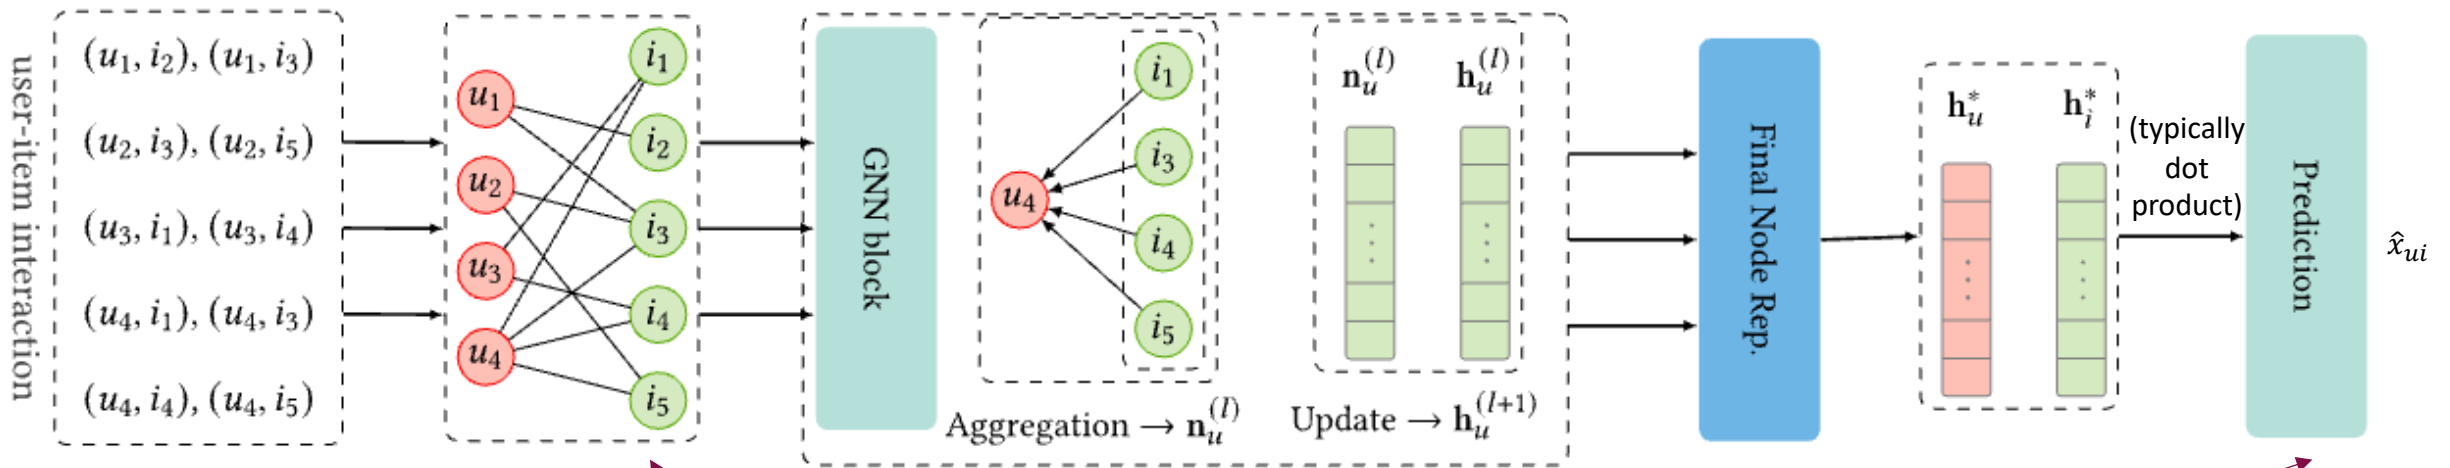 user-item interaction
(u₁, i₂), (u₁, i₃)
(u₂, i₃), (u₂, i₅)
(u₃, i₁), (u₃, i₄)
(u₄, i₁), (u₄, i₃)
(u₄, i₄), (u₄, i₅)
u₁
u₂
u₃
u₄
i₁
i₂
i₃
i₄
i₅
GNN block
u₄
i₁
i₃
i₄
i₅
Aggregation → n_u^(l)
n_u^(l) h_u^(l)
Update → h_u^(l+1)
Final Node Rep.
h_u^* h_i^*
(typically
dot
product)
Prediction
x̂_ui